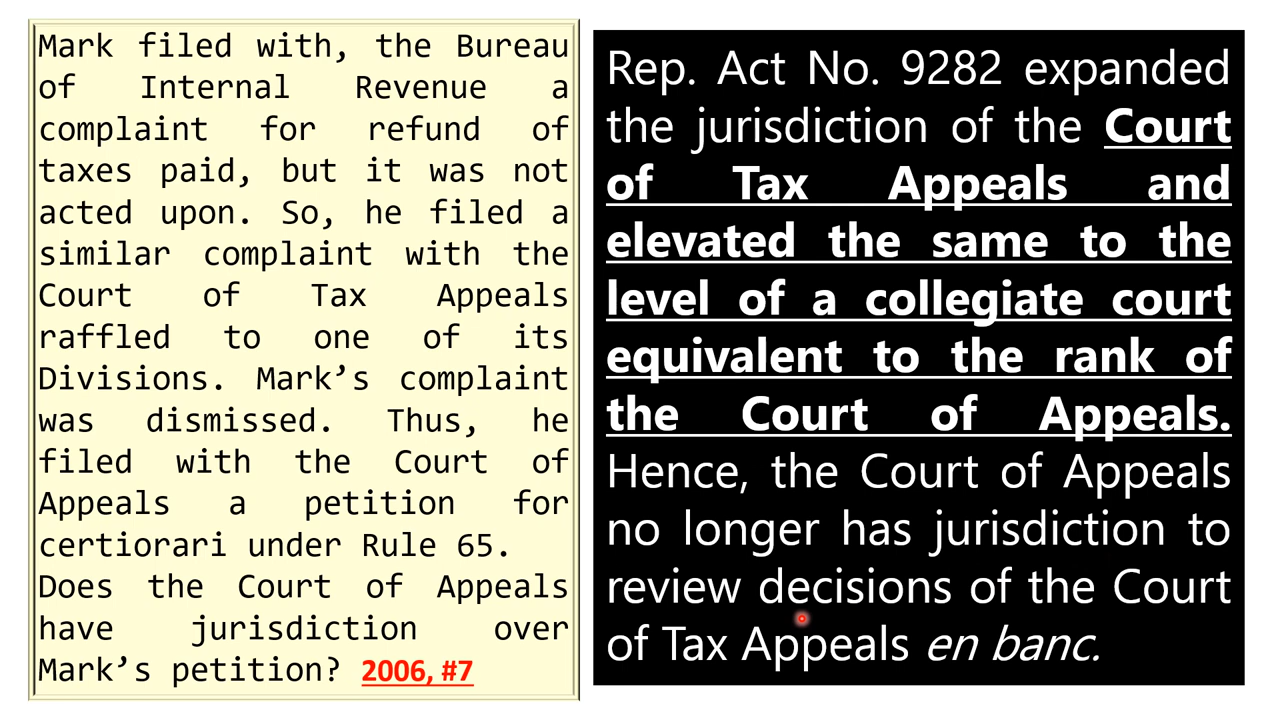 Mark filed with, the Bureau
of Internal Revenue a
complaint for refund of
taxes paid, but it was not
acted upon. So, he filed a
similar complaint with the
Court of Tax Appeals
raffled to one of its
Divisions. Mark’s complaint
was dismissed. Thus, he
filed with the Court of
Appeals a petition for
certiorari under Rule 65.
Does the Court of Appeals
have jurisdiction over
Mark’s petition? 2006, #7
Rep. Act No. 9282 expanded
the jurisdiction of the Court
of Tax Appeals and
elevated the same to the
level of a collegiate court
equivalent to the rank of
the Court of Appeals.
Hence, the Court of Appeals
no longer has jurisdiction to
review decisions of the Court
of Tax Appeals en banc.